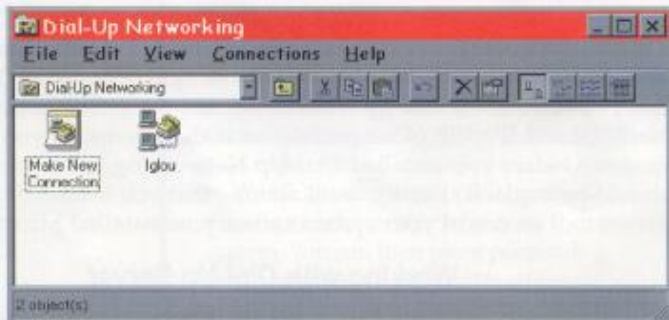 Dial-Up Networking
File Edit View Connections Help
Dial-Up Networking
Make New Connection
Iglou
2 object(s)